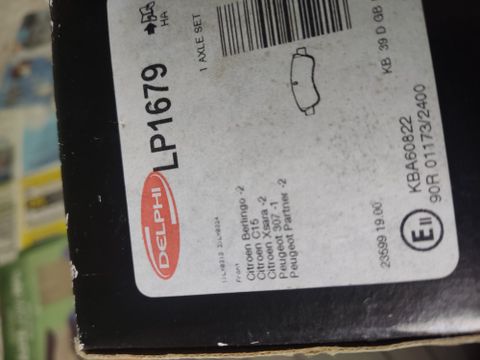 DELPHI
LP1679
HA
1 AXLE SET
Front
Citroen Berlingo -2
Citroen C15
Citroen Xsara -2
Peugeot 307 -1
Peugeot Partner -2
23599 19.00
KB 39 D GB
E11
KBA60822
90R 01173/2400